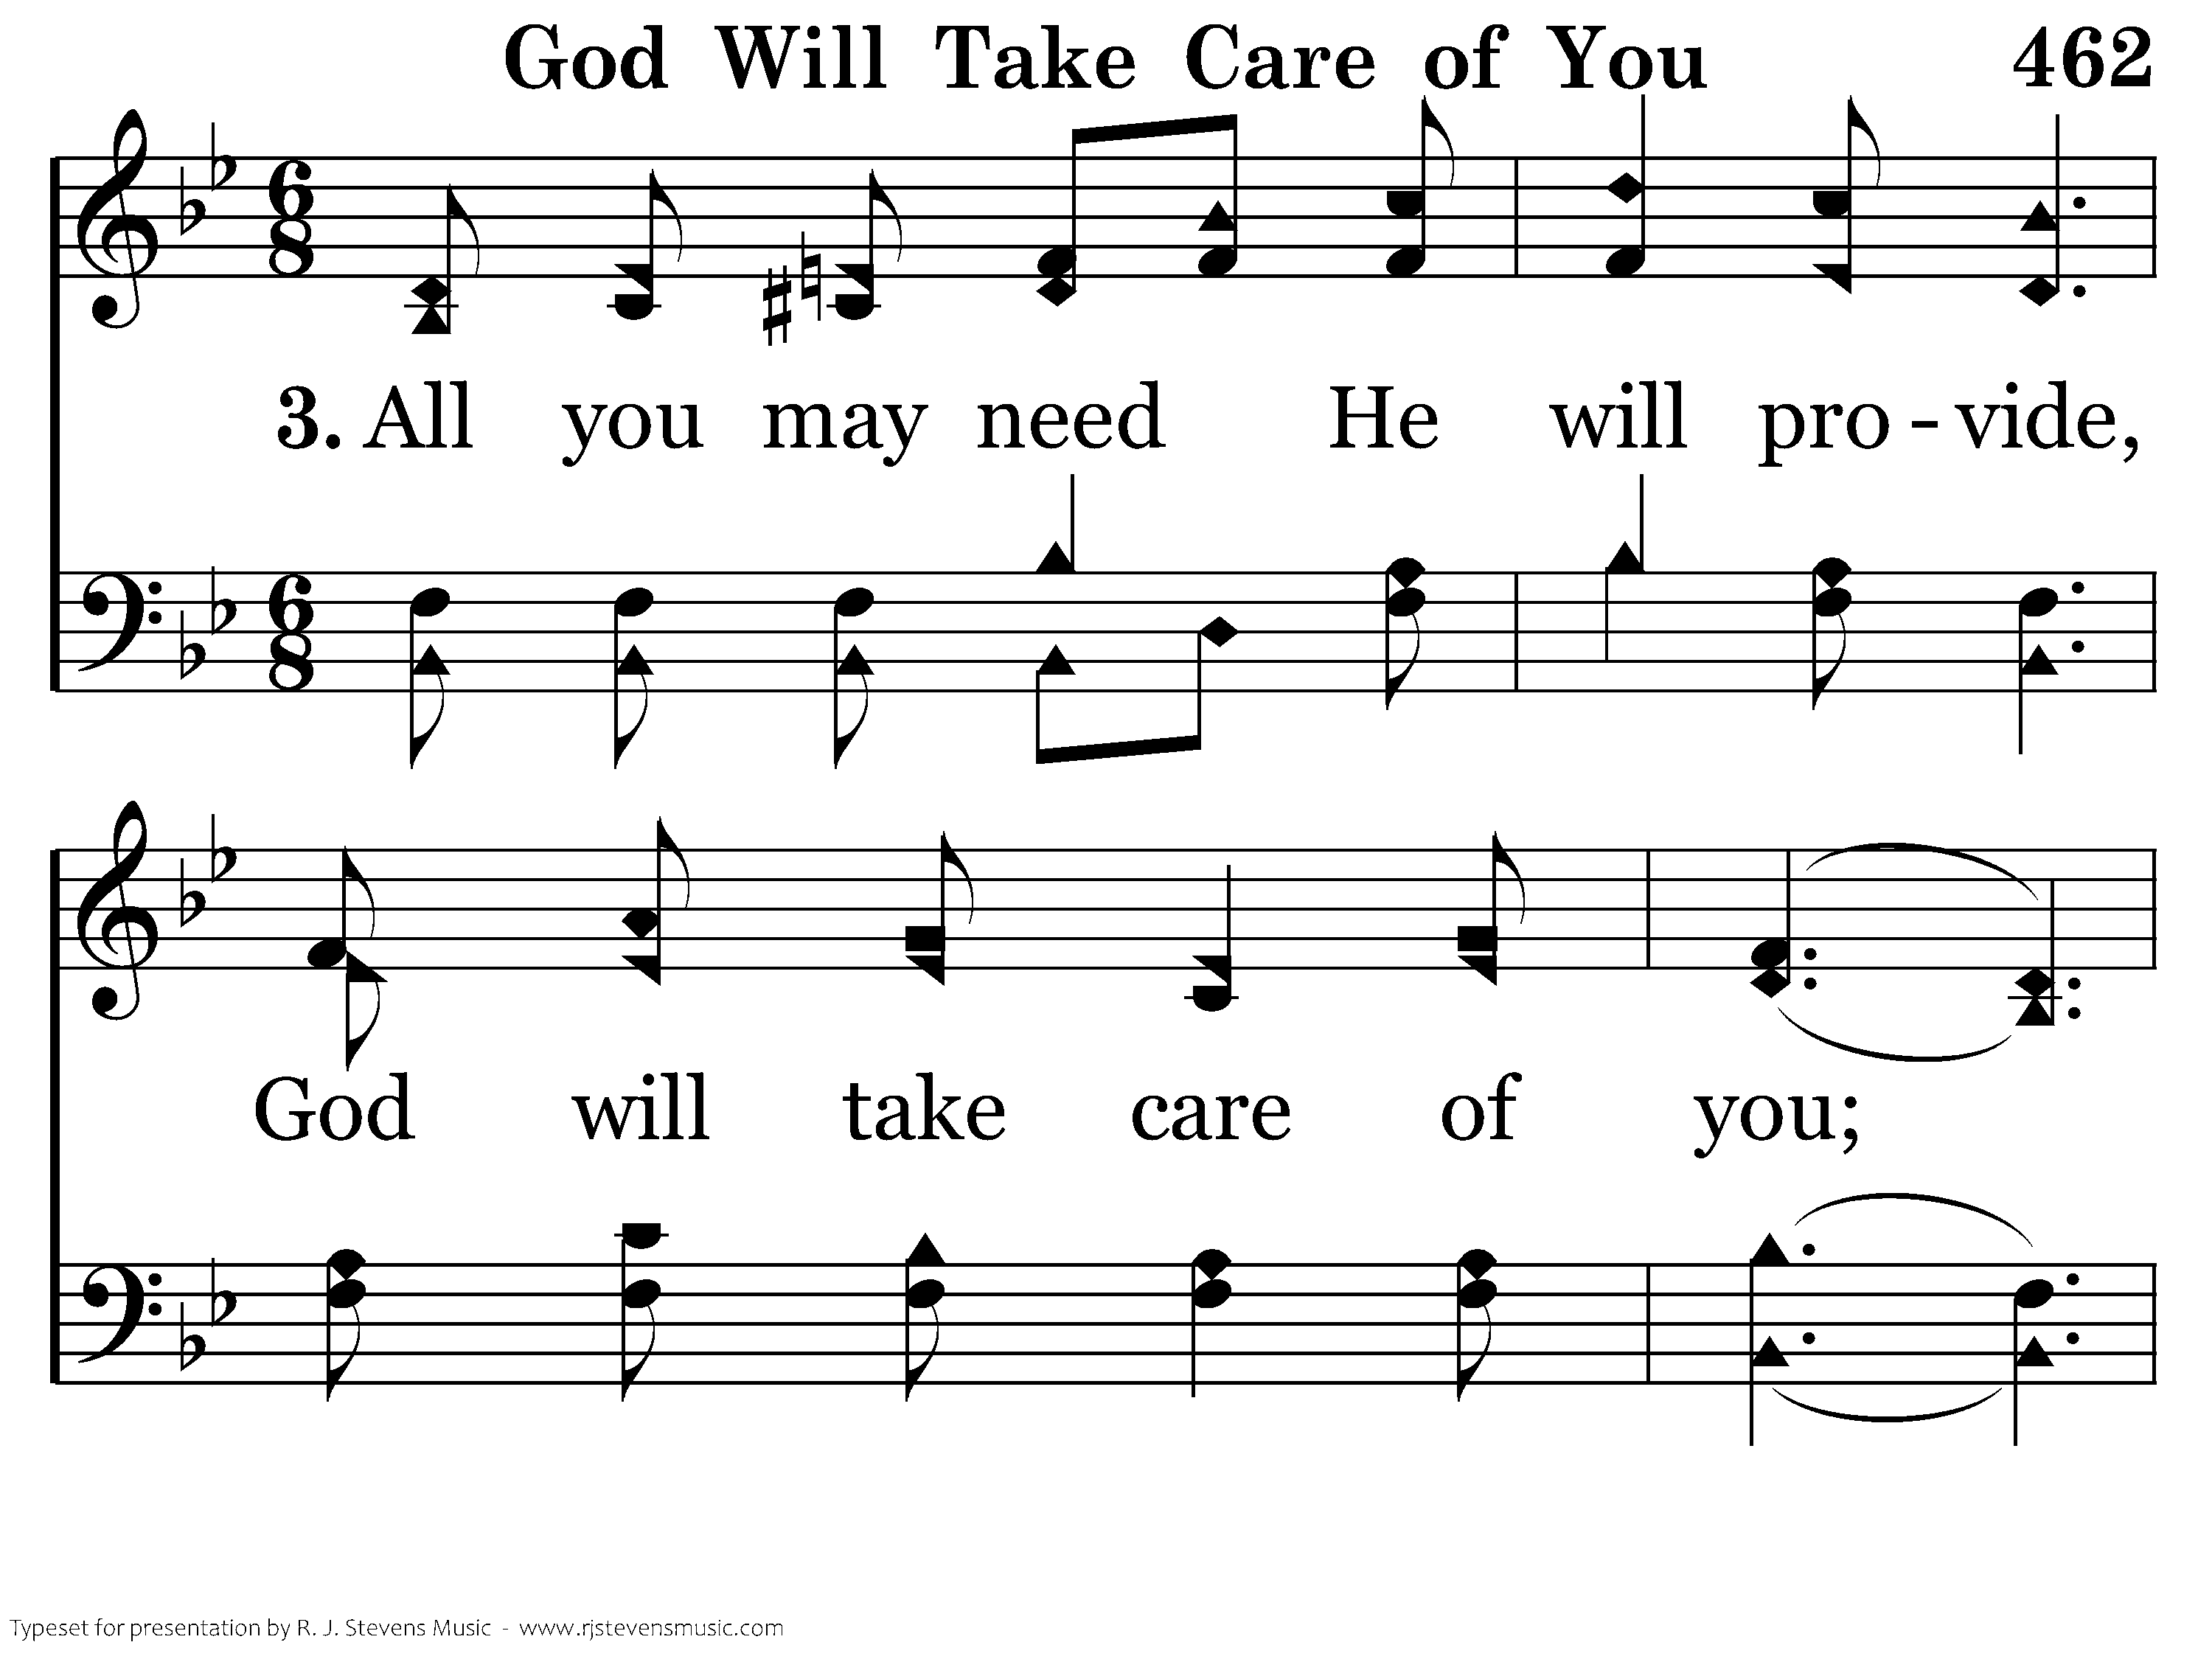 God Will Take Care of You 462
3. All you may need He will pro - vide,
God will take care of you;
Typeset for presentation by R. J. Stevens Music - www.rjstevensmusic.com